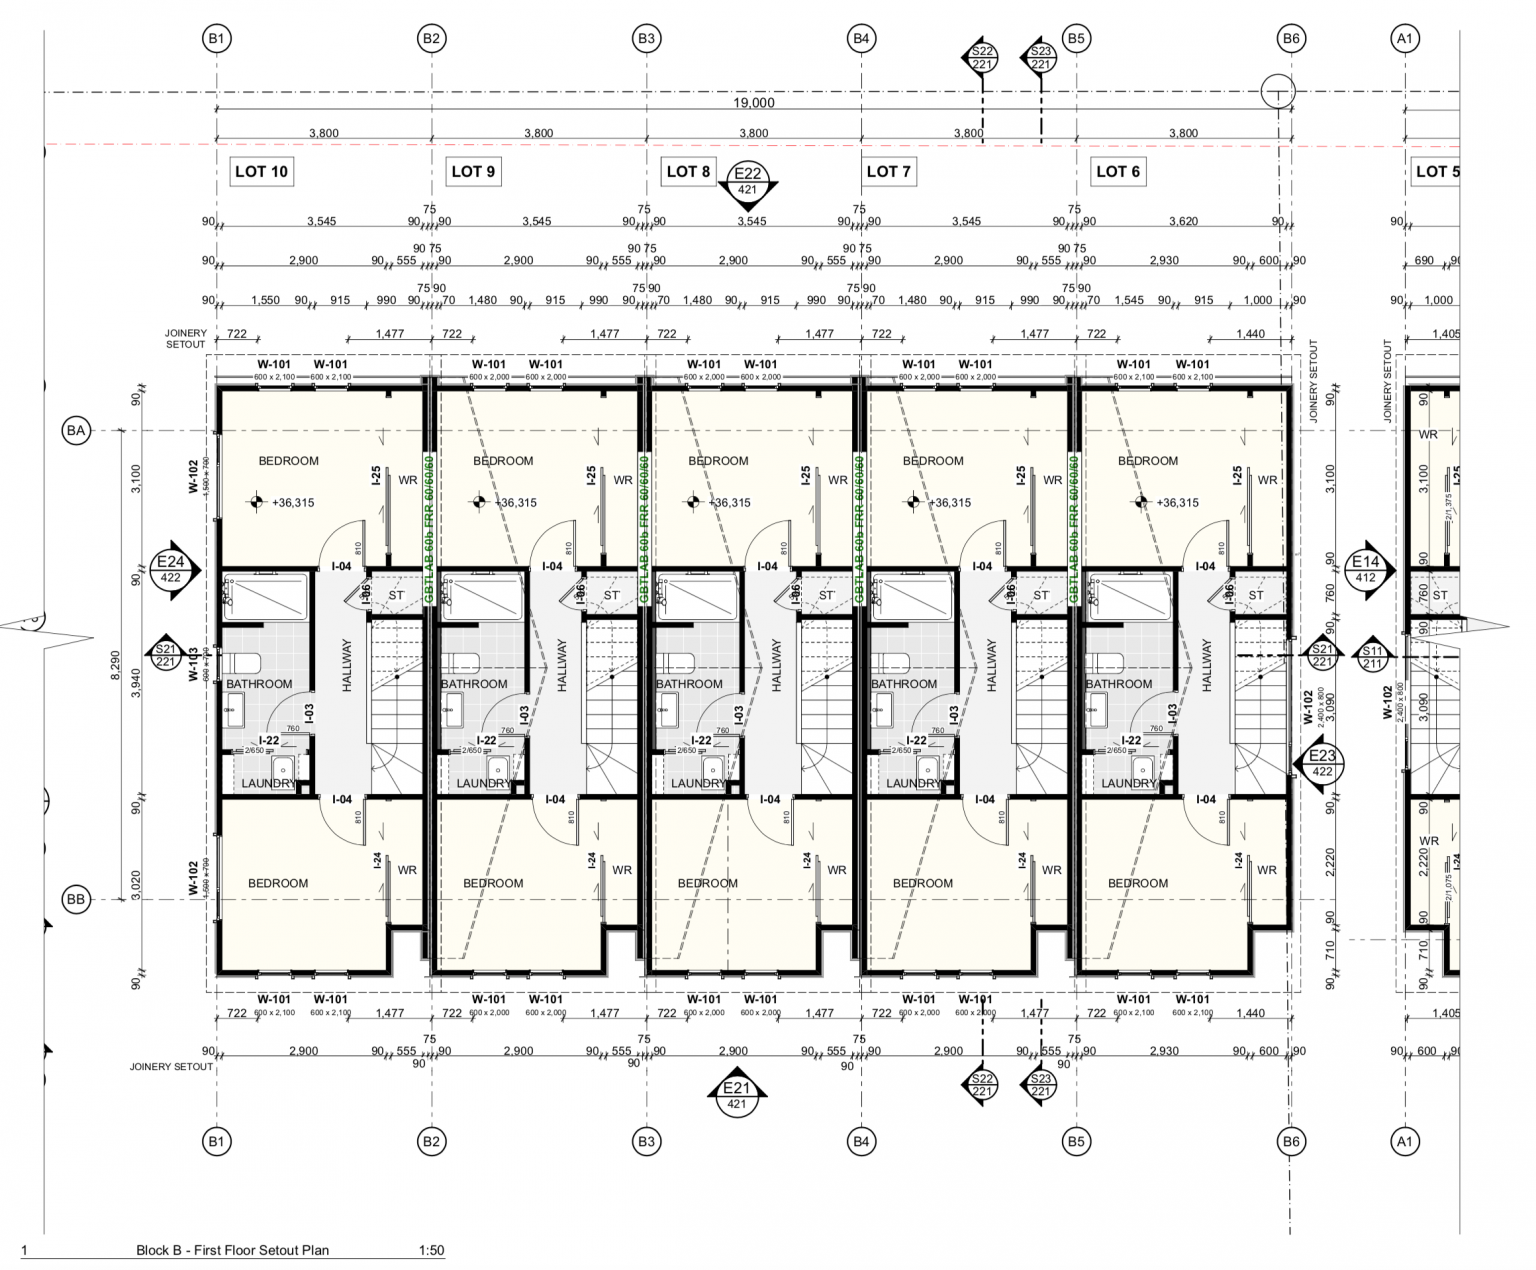 B1 B2 B3 B4 B5 B6 A1
S22 221 S23 221
19,000
3,800 3,800 3,800 3,800 3,800
LOT 10 LOT 9 LOT 8 E22 421 LOT 7 LOT 6 LOT 5
75 75 75 75
90 3,545 90 90 3,545 90 90 3,545 90 90 3,545 90 90 3,620 90 90
90 75 90 75 90 75 90 75
90 2,900 90 555 90 2,900 90 555 90 2,900 90 555 90 2,900 90 555 90 2,930 90 600 90 90 690 90
75 90 75 90 75 90 75 90
90 1,550 90 915 990 90 70 1,480 90 915 990 90 70 1,480 90 915 990 90 70 1,480 90 915 990 90 70 1,545 90 915 1,000 90 90 1,000
JOINERY
SETOUT
722 1,477 722 1,477 722 1,477 722 1,477 722 1,440 1,405
W-101 W-101 W-101 W-101 W-101 W-101 W-101 W-101 W-101 W-101
600 x 2,100 600 x 2,100 600 x 2,000 600 x 2,000 600 x 2,000 600 x 2,000 600 x 2,000 600 x 2,000 600 x 2,100 600 x 2,100
JOINERY SETOUT JOINERY SETOUT
90 90 90
BA
WR
BEDROOM BEDROOM BEDROOM BEDROOM BEDROOM
3,100 W-102 1,500 x 700 I-25 WR I-25 WR I-25 WR I-25 WR I-25 WR 3,100 3,100
+36,315 +36,315 +36,315 +36,315 +36,315
2/1,375
GBTLAB 60b FRR 60/60/60 GBTLAB 60b FRR 60/60/60 GBTLAB 60b FRR 60/60/60 GBTLAB 60b FRR 60/60/60
810 810 810 810 810
E24 422 90 I-04 I-04 I-04 I-04 I-04 90 E14 412 90
I-06 ST I-06 ST I-06 ST I-06 ST I-06 ST 760 760 ST
90 90
S21 221 W-103 600 x 700 S21 221 S11 211
8,290 3,940 HALLWAY HALLWAY HALLWAY HALLWAY HALLWAY
BATHROOM BATHROOM BATHROOM BATHROOM BATHROOM
I-03 I-03 I-03 I-03 I-03 W-102 2,400 x 800 3,090 W-102 2,400 x 800 3,090
760 760 760 760 760
I-22 I-22 I-22 I-22 I-22
2/650 2/650 2/650 2/650 2/650
E23 422
LAUNDRY LAUNDRY LAUNDRY LAUNDRY LAUNDRY
90 I-04 I-04 I-04 I-04 I-04 90 90
810 810 810 810 810
WR
W-102 1,500 x 700 I-24 WR I-24 WR I-24 WR I-24 WR I-24 WR 2,220 2,220 I-24
BEDROOM BEDROOM BEDROOM BEDROOM BEDROOM
3,020 2/1,075
BB
90 90
710 710
90 90 90
W-101 W-101 W-101 W-101 W-101 W-101 W-101 W-101 W-101 W-101
722 600 x 2,100 600 x 2,100 1,477 722 600 x 2,000 600 x 2,000 1,477 722 600 x 2,000 600 x 2,000 1,477 722 600 x 2,000 600 x 2,000 1,477 722 600 x 2,100 600 x 2,100 1,440 1,405
75 75 75 75
90 2,900 90 555 90 2,900 90 555 90 2,900 90 555 90 2,900 90 555 90 2,930 90 600 90 90 600 90
JOINERY SETOUT 90 90 90 90
E21 421 S22 221 S23 221
B1 B2 B3 B4 B5 B6 A1
1 Block B - First Floor Setout Plan 1:50